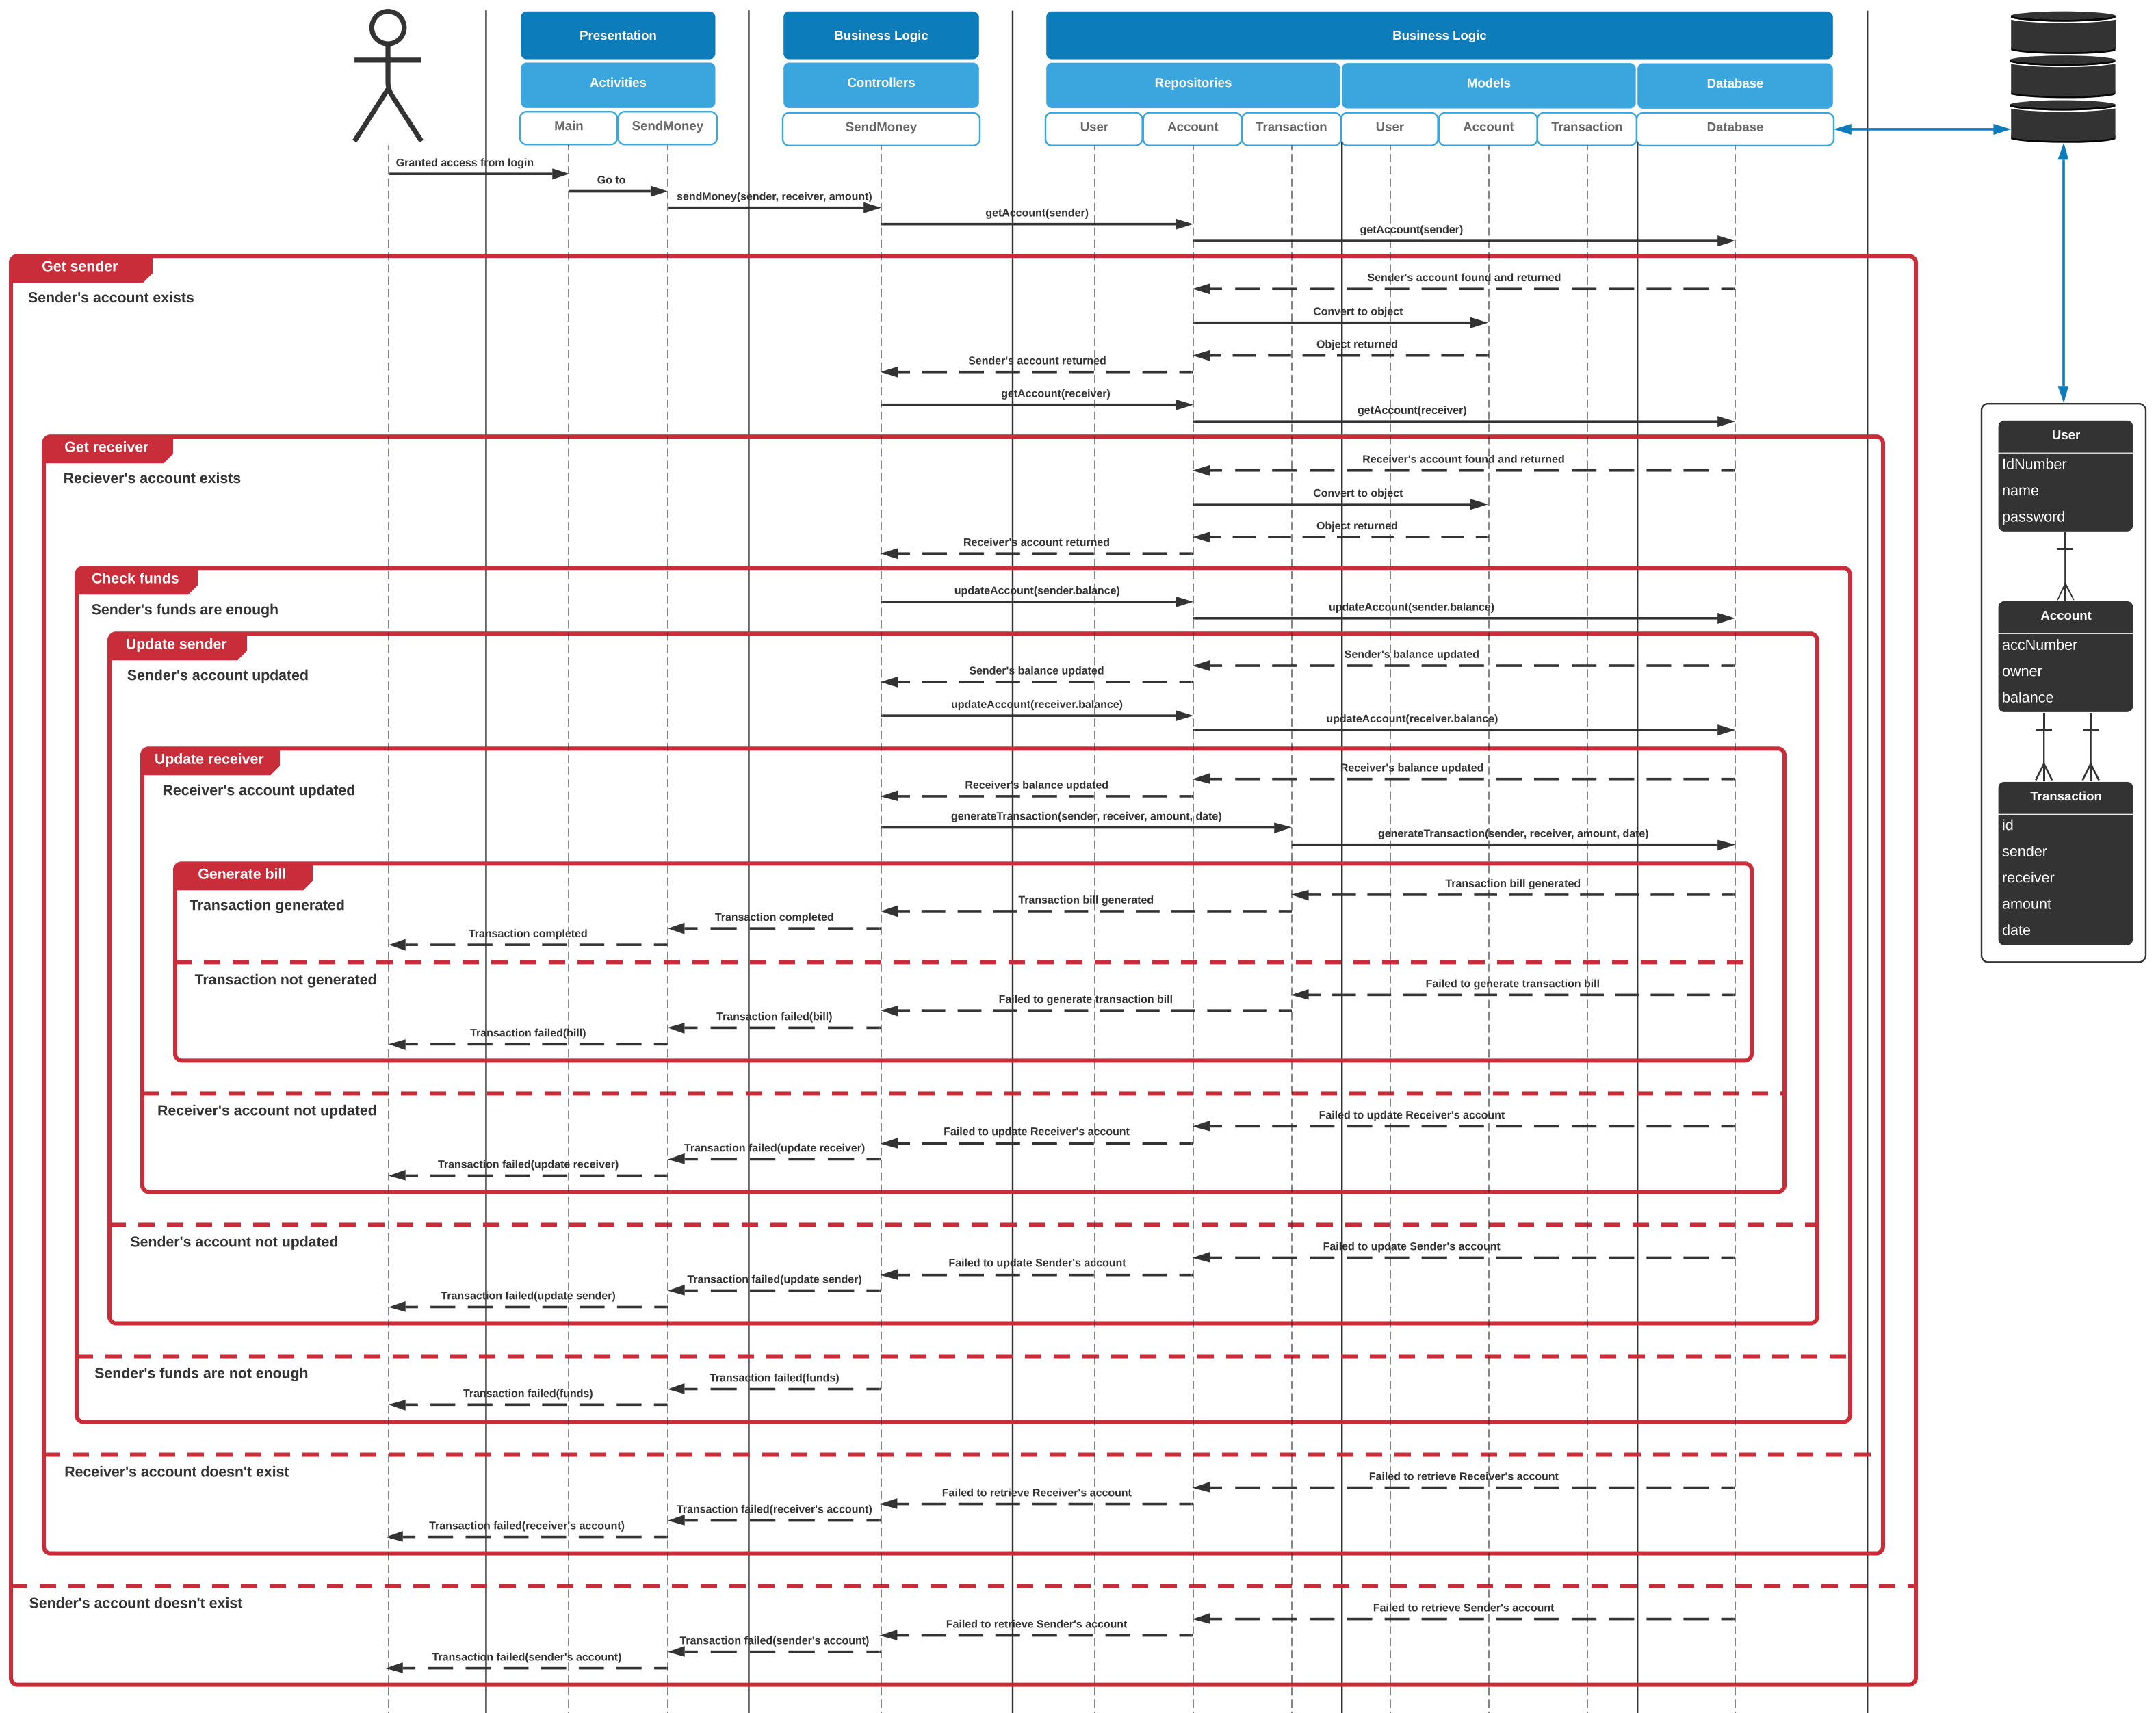 Presentation
Business Logic
Business Logic
Activities
Controllers
Repositories
Models
Database
Main
SendMoney
SendMoney
User
Account
Transaction
User
Account
Transaction
Database
Granted access from login
Go to
sendMoney(sender, receiver, amount)
getAccount(sender)
getAccount(sender)
Get sender
Sender's account exists
Sender's account found and returned
Convert to object
Object returned
Sender's account returned
getAccount(receiver)
getAccount(receiver)
Get receiver
Reciever's account exists
Receiver's account found and returned
Convert to object
Object returned
Receiver's account returned
Check funds
Sender's funds are enough
updateAccount(sender.balance)
updateAccount(sender.balance)
Update sender
Sender's account updated
Sender's balance updated
Sender's balance updated
updateAccount(receiver.balance)
updateAccount(receiver.balance)
Update receiver
Receiver's account updated
Receiver's balance updated
Receiver's balance updated
generateTransaction(sender, receiver, amount, date)
generateTransaction(sender, receiver, amount, date)
Generate bill
Transaction generated
Transaction bill generated
Transaction bill generated
Transaction completed
Transaction completed
Transaction not generated
Failed to generate transaction bill
Failed to generate transaction bill
Transaction failed(bill)
Transaction failed(bill)
Receiver's account not updated
Failed to update Receiver's account
Failed to update Receiver's account
Transaction failed(update receiver)
Transaction failed(update receiver)
Sender's account not updated
Failed to update Sender's account
Failed to update Sender's account
Transaction failed(update sender)
Transaction failed(update sender)
Sender's funds are not enough
Transaction failed(funds)
Transaction failed(funds)
Receiver's account doesn't exist
Failed to retrieve Receiver's account
Failed to retrieve Receiver's account
Transaction failed(receiver's account)
Transaction failed(receiver's account)
Sender's account doesn't exist
Failed to retrieve Sender's account
Failed to retrieve Sender's account
Transaction failed(sender's account)
Transaction failed(sender's account)
User
IdNumber
name
password
Account
accNumber
owner
balance
Transaction
id
sender
receiver
amount
date